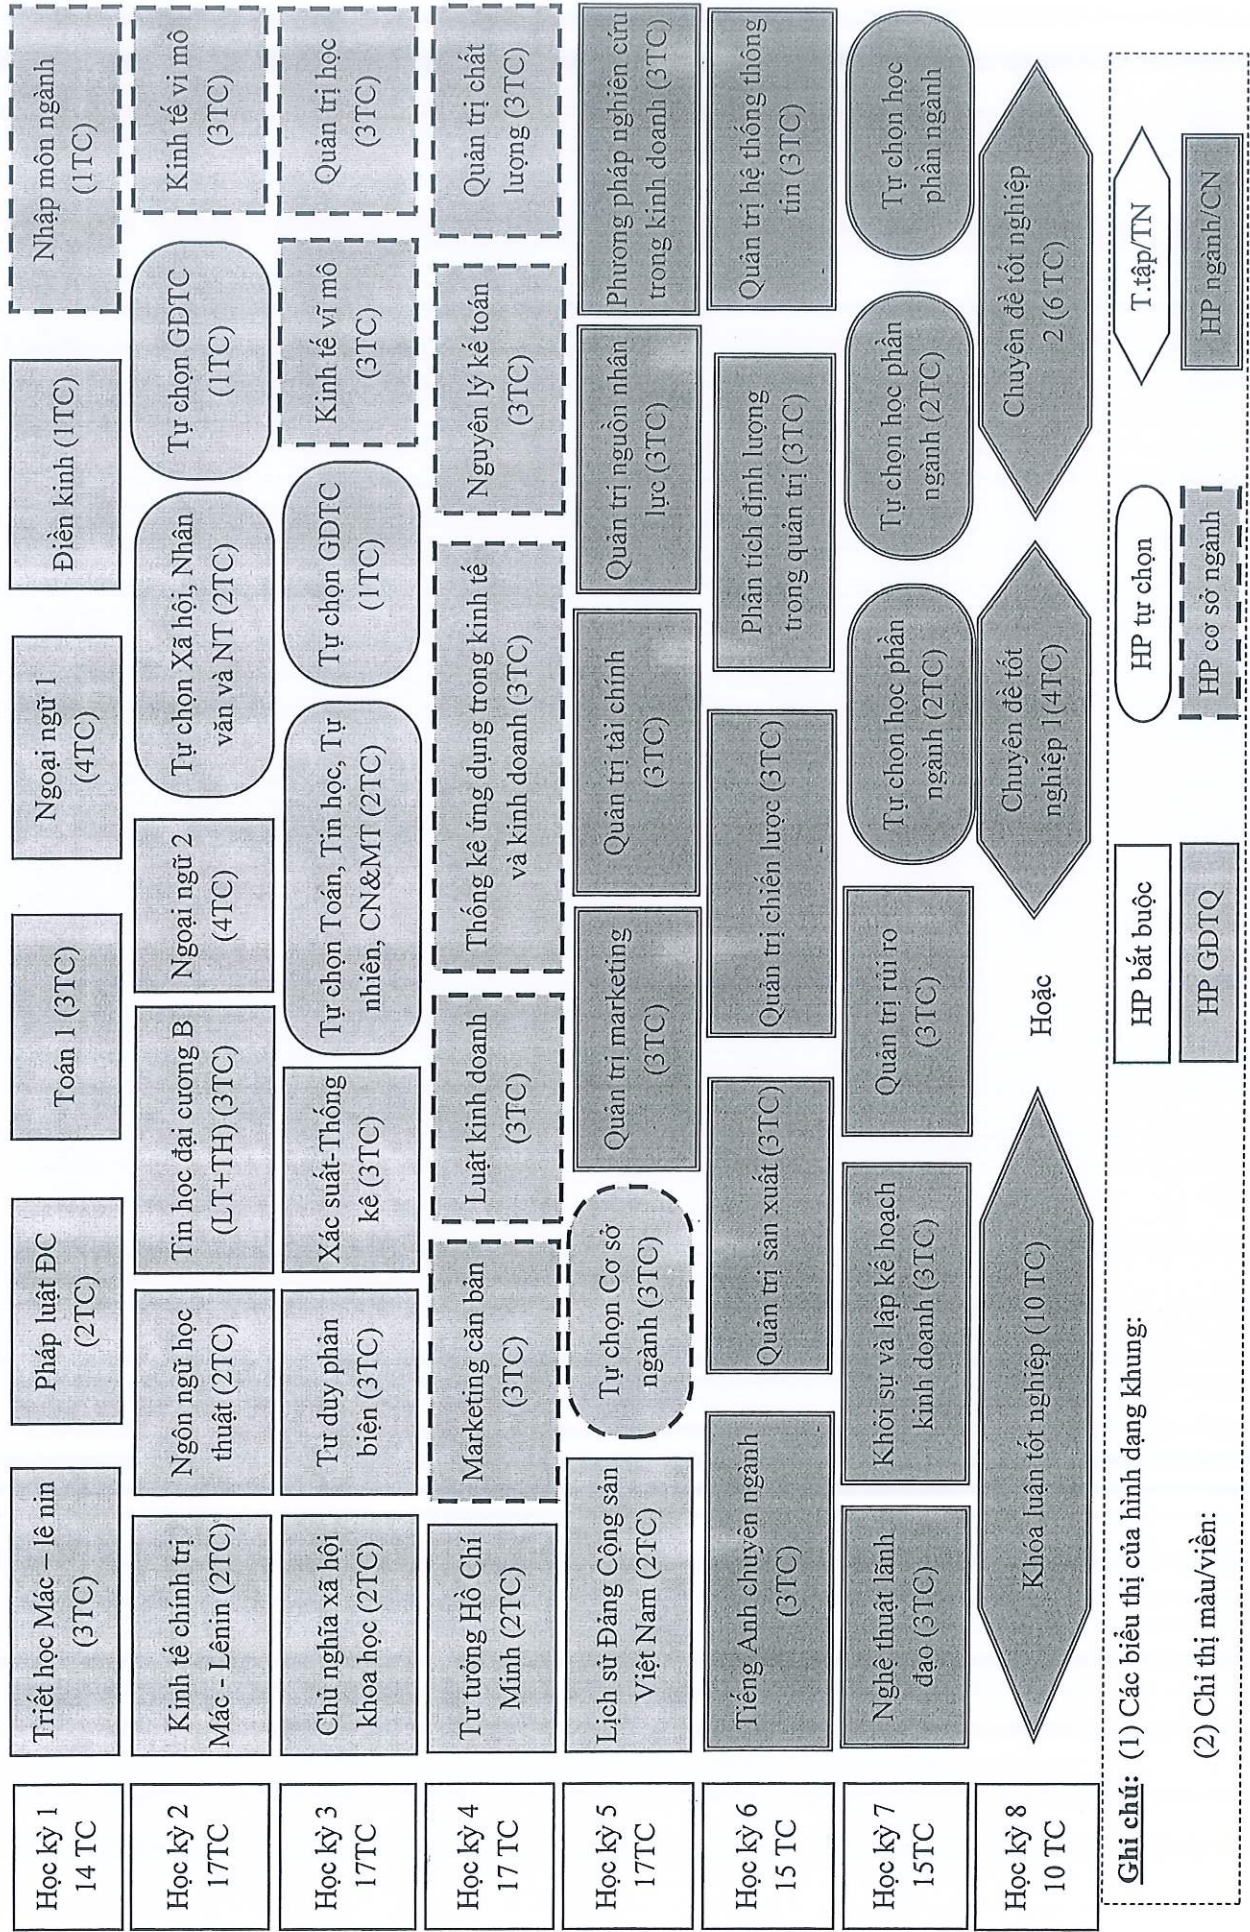 Học kỳ 1
14 TC
Triết học Mác – lê nin
(3TC)
Pháp luật ĐC
(2TC)
Toán 1 (3TC)
Ngoại ngữ 1
(4TC)
Điền kinh (1TC)
Nhập môn ngành
(1TC)
Học kỳ 2
17TC
Kinh tế chính trị
Mác - Lênin (2TC)
Ngôn ngữ học
thuật (2TC)
Tin học đại cương B
(LT+TH) (3TC)
Ngoại ngữ 2
(4TC)
Tự chọn Xã hội, Nhân
văn và NT (2TC)
Tự chọn GDTC
(1TC)
Kinh tế vi mô
(3TC)
Học kỳ 3
17TC
Chủ nghĩa xã hội
khoa học (2TC)
Tư duy phản
biện (3TC)
Xác suất-Thống
kê (3TC)
Tự chọn Toán, Tin học, Tự
nhiên, CN&MT (2TC)
Tự chọn GDTC
(1TC)
Kinh tế vĩ mô
(3TC)
Quản trị học
(3TC)
Học kỳ 4
17 TC
Tư tưởng Hồ Chí
Minh (2TC)
Marketing căn bản
(3TC)
Luật kinh doanh
(3TC)
Thống kê ứng dụng trong kinh tế
và kinh doanh (3TC)
Nguyên lý kế toán
(3TC)
Quản trị chất
lượng (3TC)
Học kỳ 5
17TC
Lịch sử Đảng Cộng sản
Việt Nam (2TC)
Tự chọn Cơ sở
ngành (3TC)
Quản trị marketing
(3TC)
Quản trị tài chính
(3TC)
Quản trị nguồn nhân
lực (3TC)
Phương pháp nghiên cứu
trong kinh doanh (3TC)
Học kỳ 6
15 TC
Tiếng Anh chuyên ngành
(3TC)
Quản trị sản xuất (3TC)
Quản trị chiến lược (3TC)
Phân tích định lượng
trong quản trị (3TC)
Quản trị hệ thống thông
tin (3TC)
Học kỳ 7
15TC
Nghệ thuật lãnh
đạo (3TC)
Khởi sự và lập kế hoạch
kinh doanh (3TC)
Quản trị rủi ro
(3TC)
Tự chọn học phần
ngành (2TC)
Tự chọn học phần
ngành (2TC)
Tự chọn học
phần ngành
Học kỳ 8
10 TC
Khóa luận tốt nghiệp (10 TC)
Hoặc
Chuyên đề tốt
nghiệp 1(4TC)
Chuyên đề tốt nghiệp
2 (6 TC)
Ghi chú: (1) Các biểu thị của hình dạng khung:
HP bắt buộc
HP tự chọn
T.tập/TN
(2) Chỉ thị màu/viền:
HP GDTQ
HP cơ sở ngành
HP ngành/CN